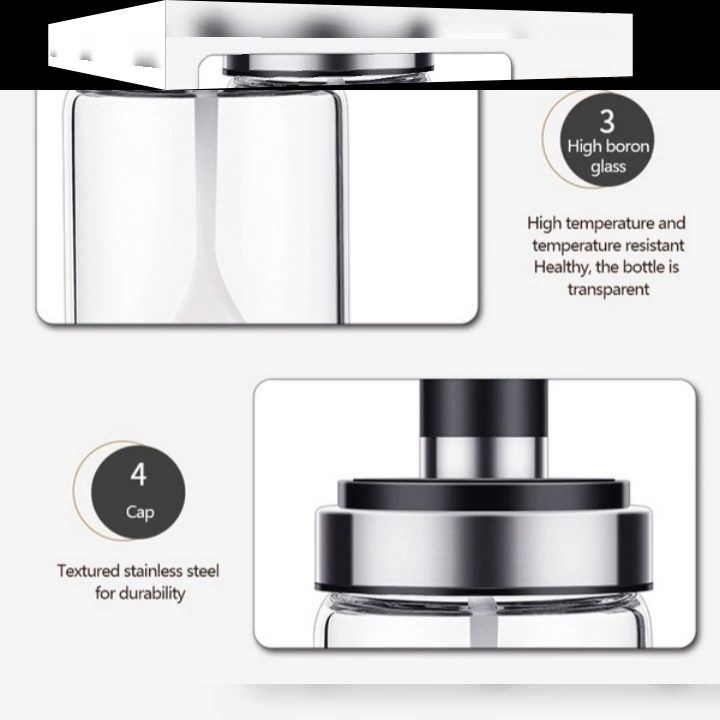 3
High boron
glass
High temperature and
temperature resistant
Healthy, the bottle is
transparent
4
Cap
Textured stainless steel
for durability